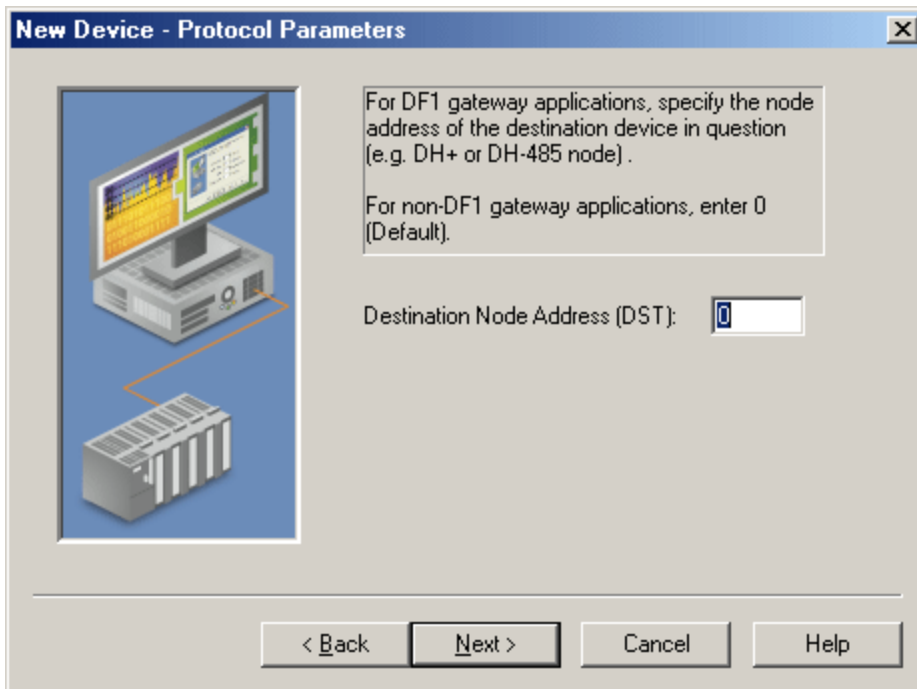 New Device - Protocol Parameters
For DF1 gateway applications, specify the node
address of the destination device in question
(e.g. DH+ or DH-485 node) .
For non-DF1 gateway applications, enter 0
(Default).
Destination Node Address (DST): 0
< Back
Next >
Cancel
Help